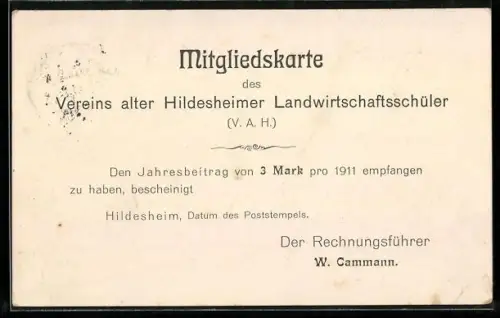 Mitgliedskarte
des
Vereins alter Hildesheimer Landwirtschaftsschüler
(V. A. H.)
Den Jahresbeitrag von 3 Mark pro 1911 empfangen
zu haben, bescheinigt
Hildesheim, Datum des Poststempels.
Der Rechnungsführer
W. Cammann.